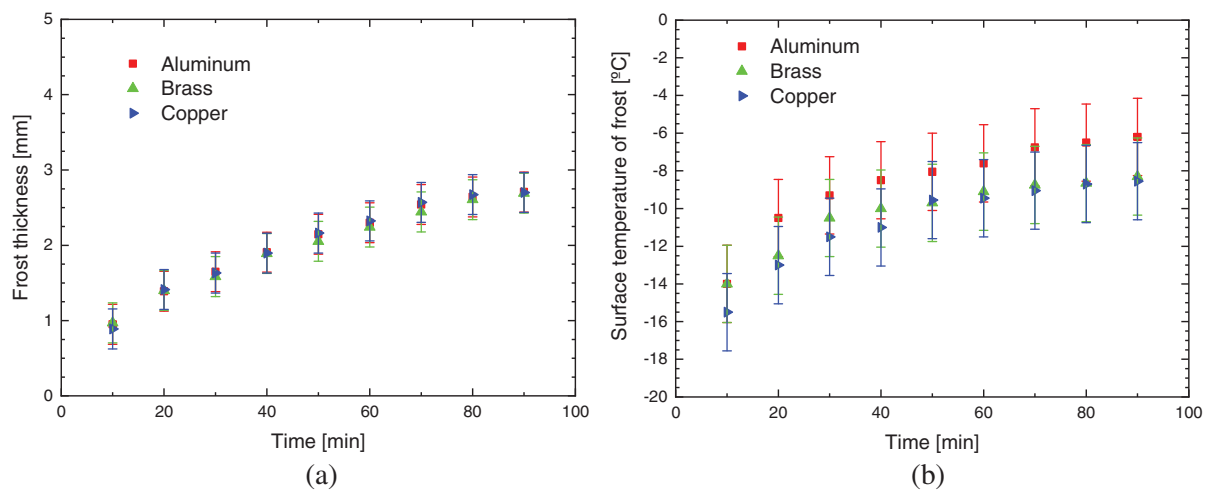 5
4
3
2
1
0
Frost thickness [mm]
Aluminum
Brass
Copper
0 20 40 60 80 100
Time [min]
(a)
0
-2
-4
-6
-8
-10
-12
-14
-16
-18
-20
Surface temperature of frost [ºC]
Aluminum
Brass
Copper
0 20 40 60 80 100
Time [min]
(b)